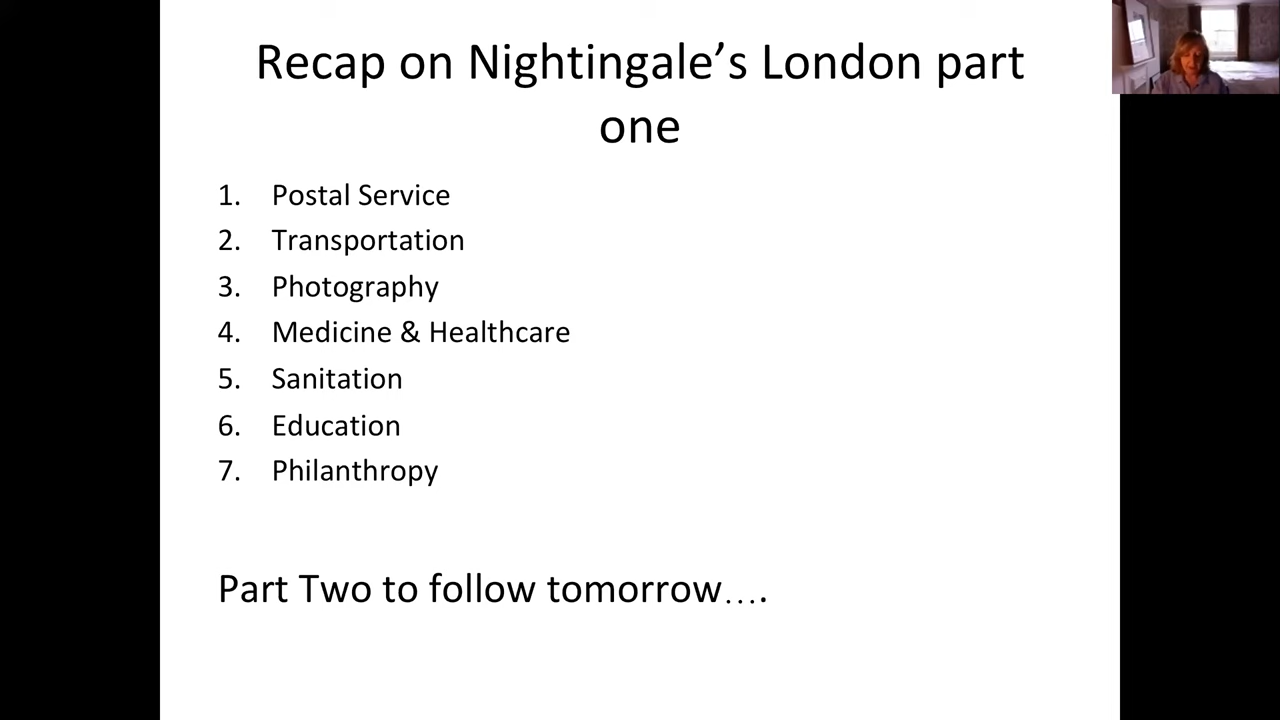 Recap on Nightingale’s London part
one
1. Postal Service
2. Transportation
3. Photography
4. Medicine & Healthcare
5. Sanitation
6. Education
7. Philanthropy
Part Two to follow tomorrow….